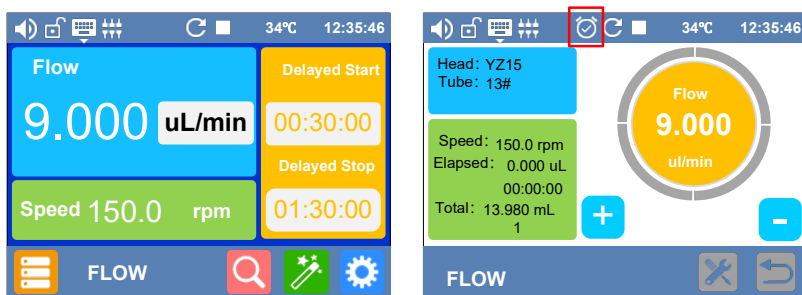 34℃ 12:35:46
Flow
9.000 uL/min
Speed 150.0 rpm
Delayed Start
00:30:00
Delayed Stop
01:30:00
FLOW
34℃ 12:35:46
Head: YZ15
Tube: 13#
Speed: 150.0 rpm
Elapsed: 0.000 uL
00:00:00
Total: 13.980 mL
1
Flow
9.000
ul/min
+
-
FLOW